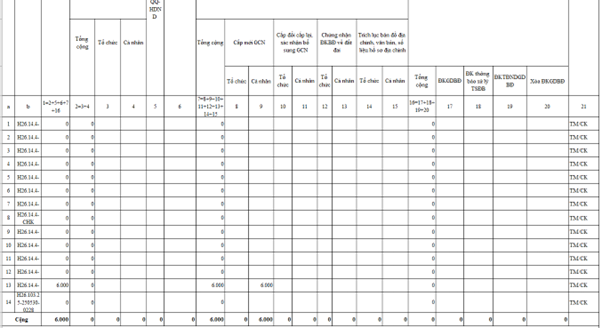 QQ-
HĐN
D
Tổng
cộng
Tổ chức
Cá nhân
Tổng cộng
Cấp mới GCN
Cấp đổi cấp lại,
xác nhận bổ
sung GCN
Chứng nhận
ĐKBĐ về đất
đai
Trích lục bản đồ địa
chính, văn bản, số
liệu hồ sơ địa chính
Tổng
cộng
ĐKGDBĐ
ĐK thông
báo xử lý
TSĐB
ĐKTBNDGD
BĐ
Xóa ĐKGDBĐ
Tổ chức
Cá nhân
Tổ
chức
Cá nhân
Tổ
chức
Cá nhân
Tổ
chức
Cá nhân
a b 1=2+5+6+7
+16 2=3+4 3 4 5 6 7=8+9+10+
11+12+13+
14+15 8 9 10 11 12 13 14 15 16=17+18+
19+20 17 18 19 20 21
1 H26.14.4- 0 0 0 0 TM/CK
2 H26.14.4- 0 0 0 0 TM/CK
3 H26.14.4- 0 0 0 0 TM/CK
4 H26.14.4- 0 0 0 0 TM/CK
5 H26.14.4- 0 0 0 0 TM/CK
6 H26.14.4- 0 0 0 0 TM/CK
7 H26.14.4- 0 0 0 0 TM/CK
8 H26.14.4-
CHK 0 0 0 0 TM/CK
9 H26.14.4- 0 0 0 0 TM/CK
10 H26.14.4- 0 0 0 0 TM/CK
11 H26.14.4- 0 0 0 0 TM/CK
12 H26.14.4- 0 0 0 0 TM/CK
13 H26.14.4- 6.000 0 6.000 6.000 0 TM/CK
14 H26.103.2
5-250530-
0228 0 0 0 0 TM/CK
Cộng 6.000 0 0 0 0 0 6.000 0 6.000 0 0 0 0 0 0 0 0 0 0 0